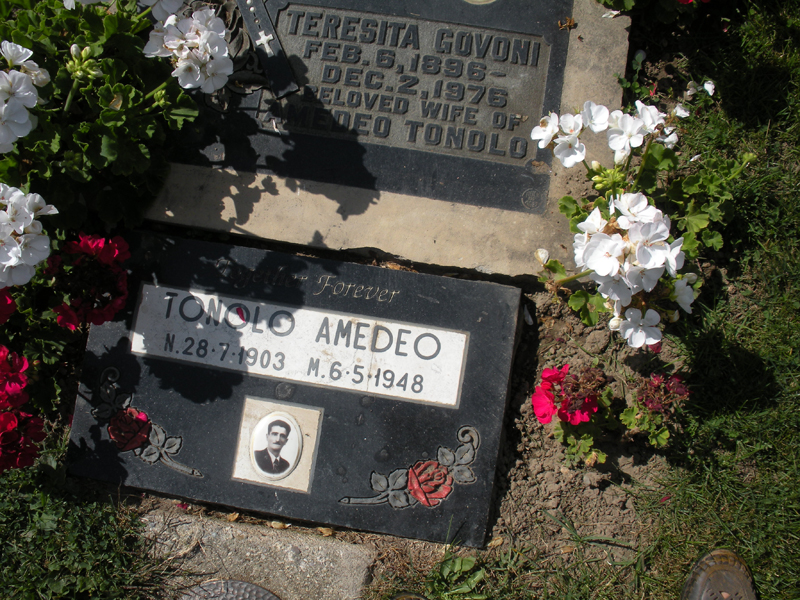 TERESITA GOVONI
FEB. 6, 1896-
DEC. 2, 1976
BELOVED WIFE OF
AMEDEO TONOLO
Together Forever
TONOLO AMEDEO
N.28·7·1903 M.6·5·1948